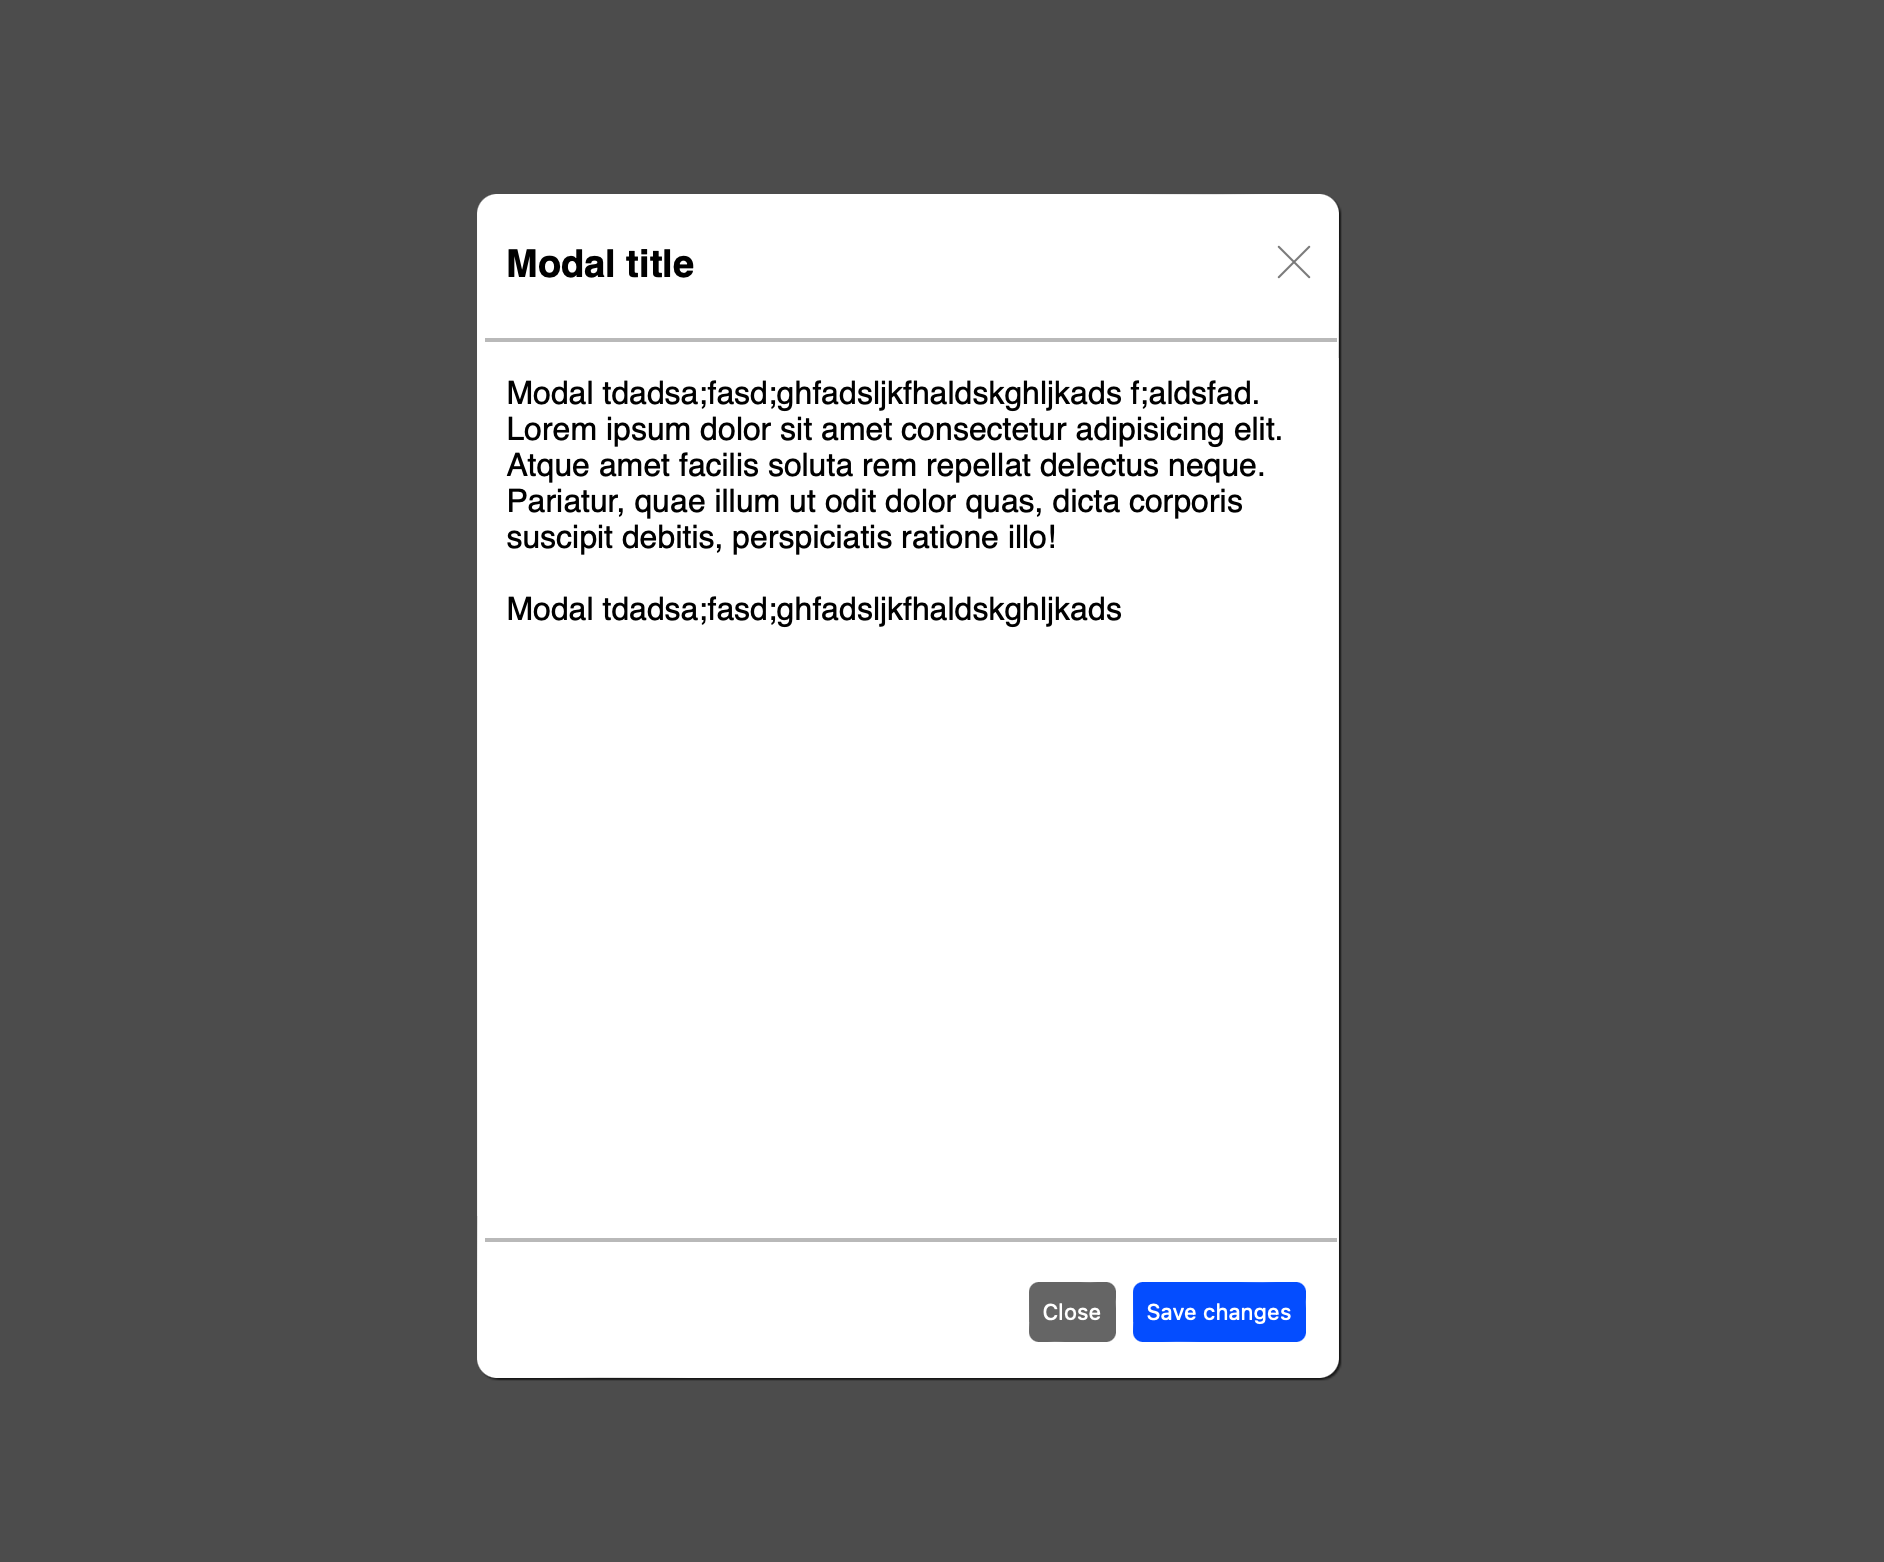 Modal title
Modal tdadsa;fasd;ghfadsljkfhaldskghljkads f;aldsfad.
Lorem ipsum dolor sit amet consectetur adipisicing elit.
Atque amet facilis soluta rem repellat delectus neque.
Pariatur, quae illum ut odit dolor quas, dicta corporis
suscipit debitis, perspiciatis ratione illo!
Modal tdadsa;fasd;ghfadsljkfhaldskghljkads
Close
Save changes